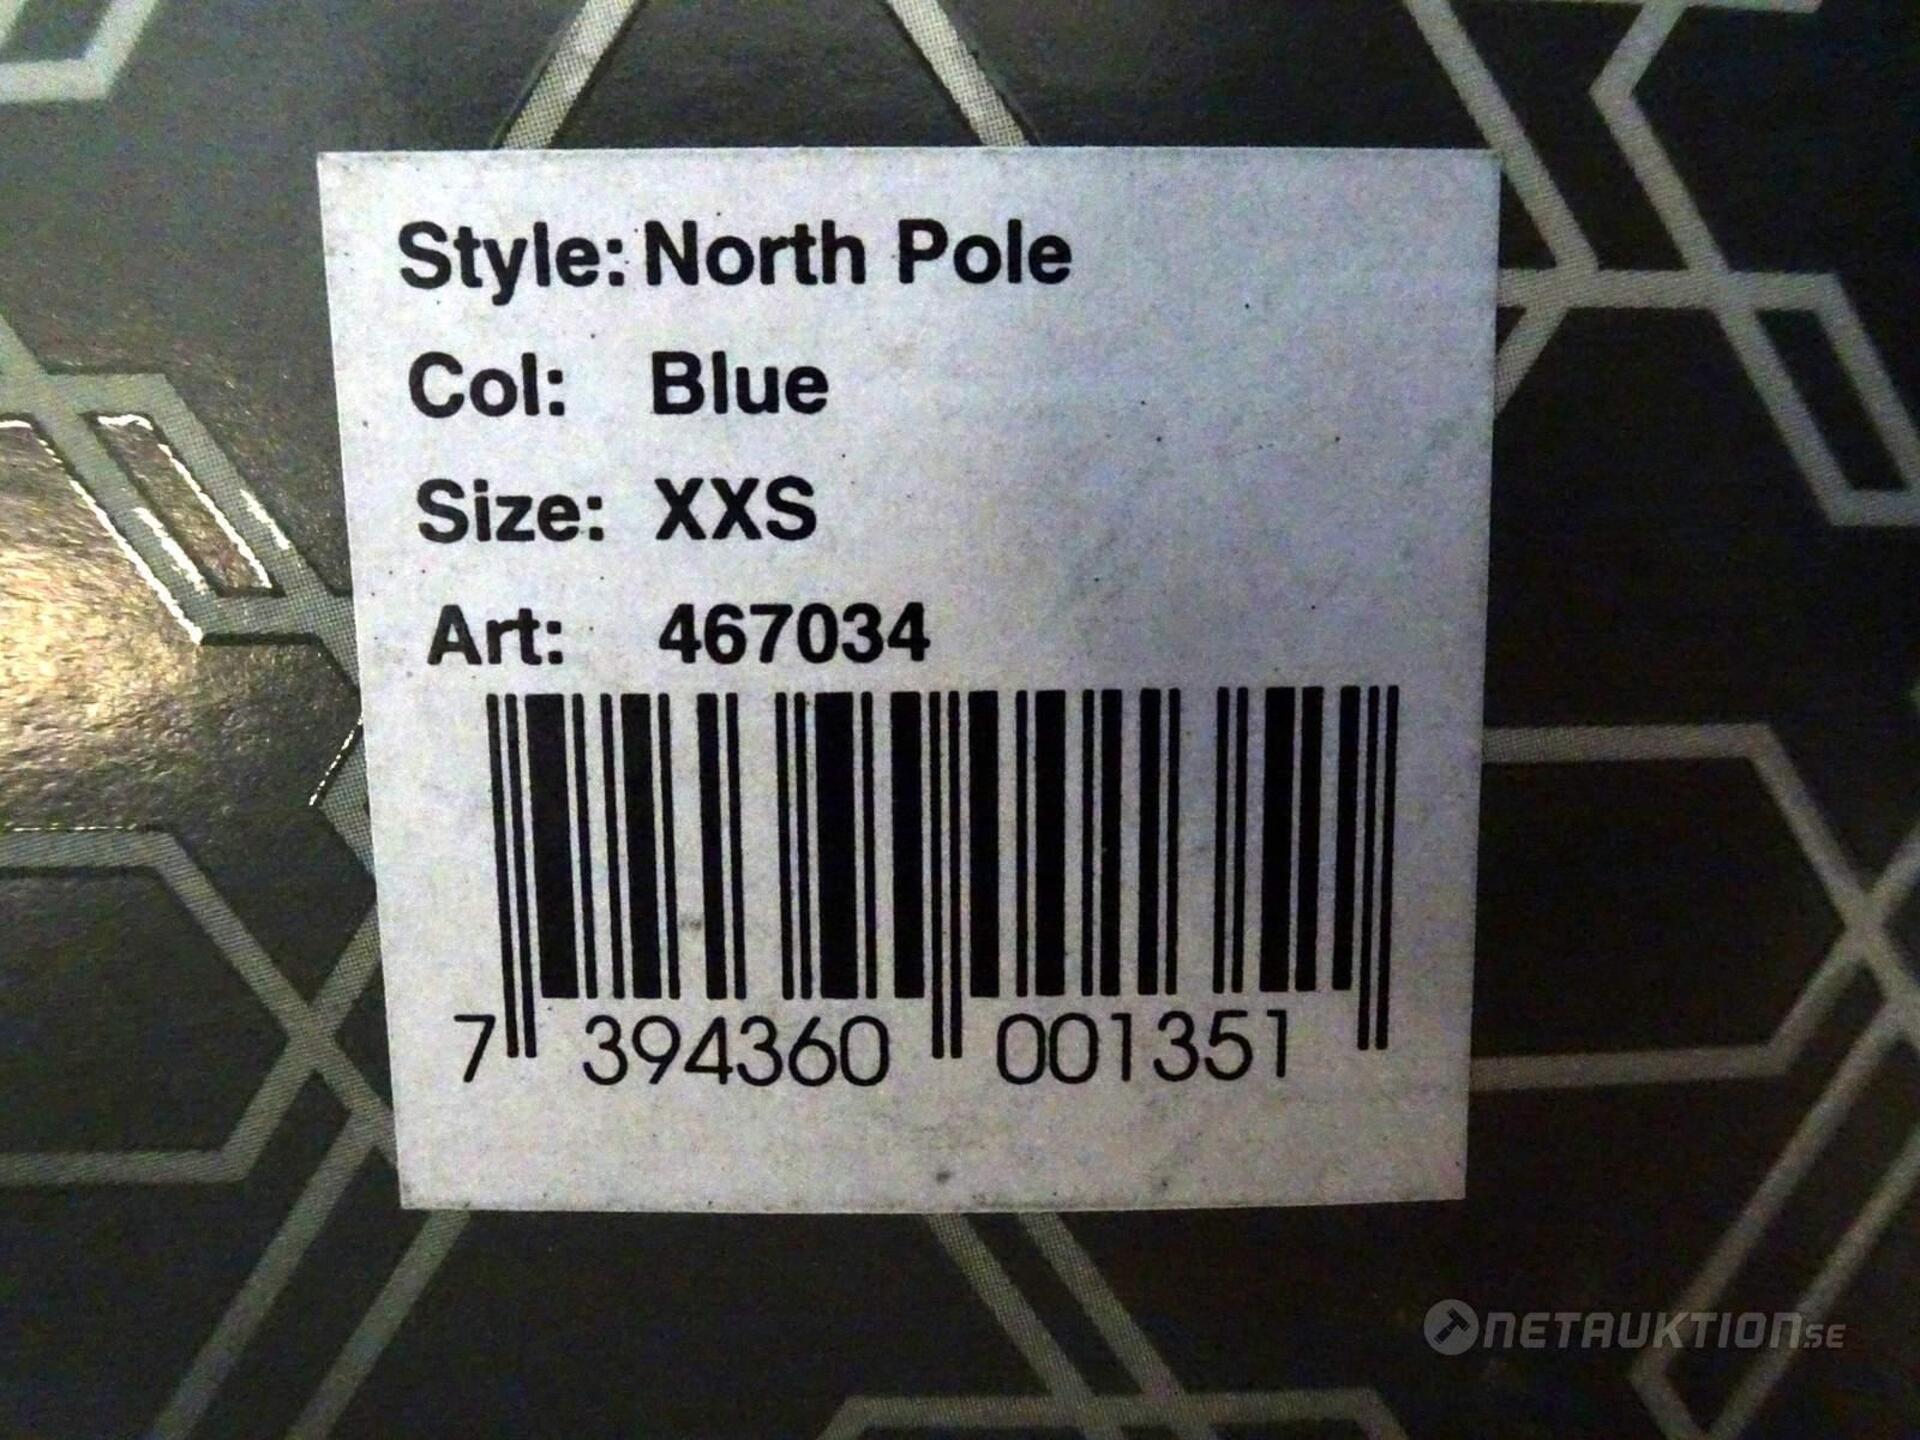 Style: North Pole
Col: Blue
Size: XXS
Art: 467034
7 394360 001351
NETAUKTION.SE